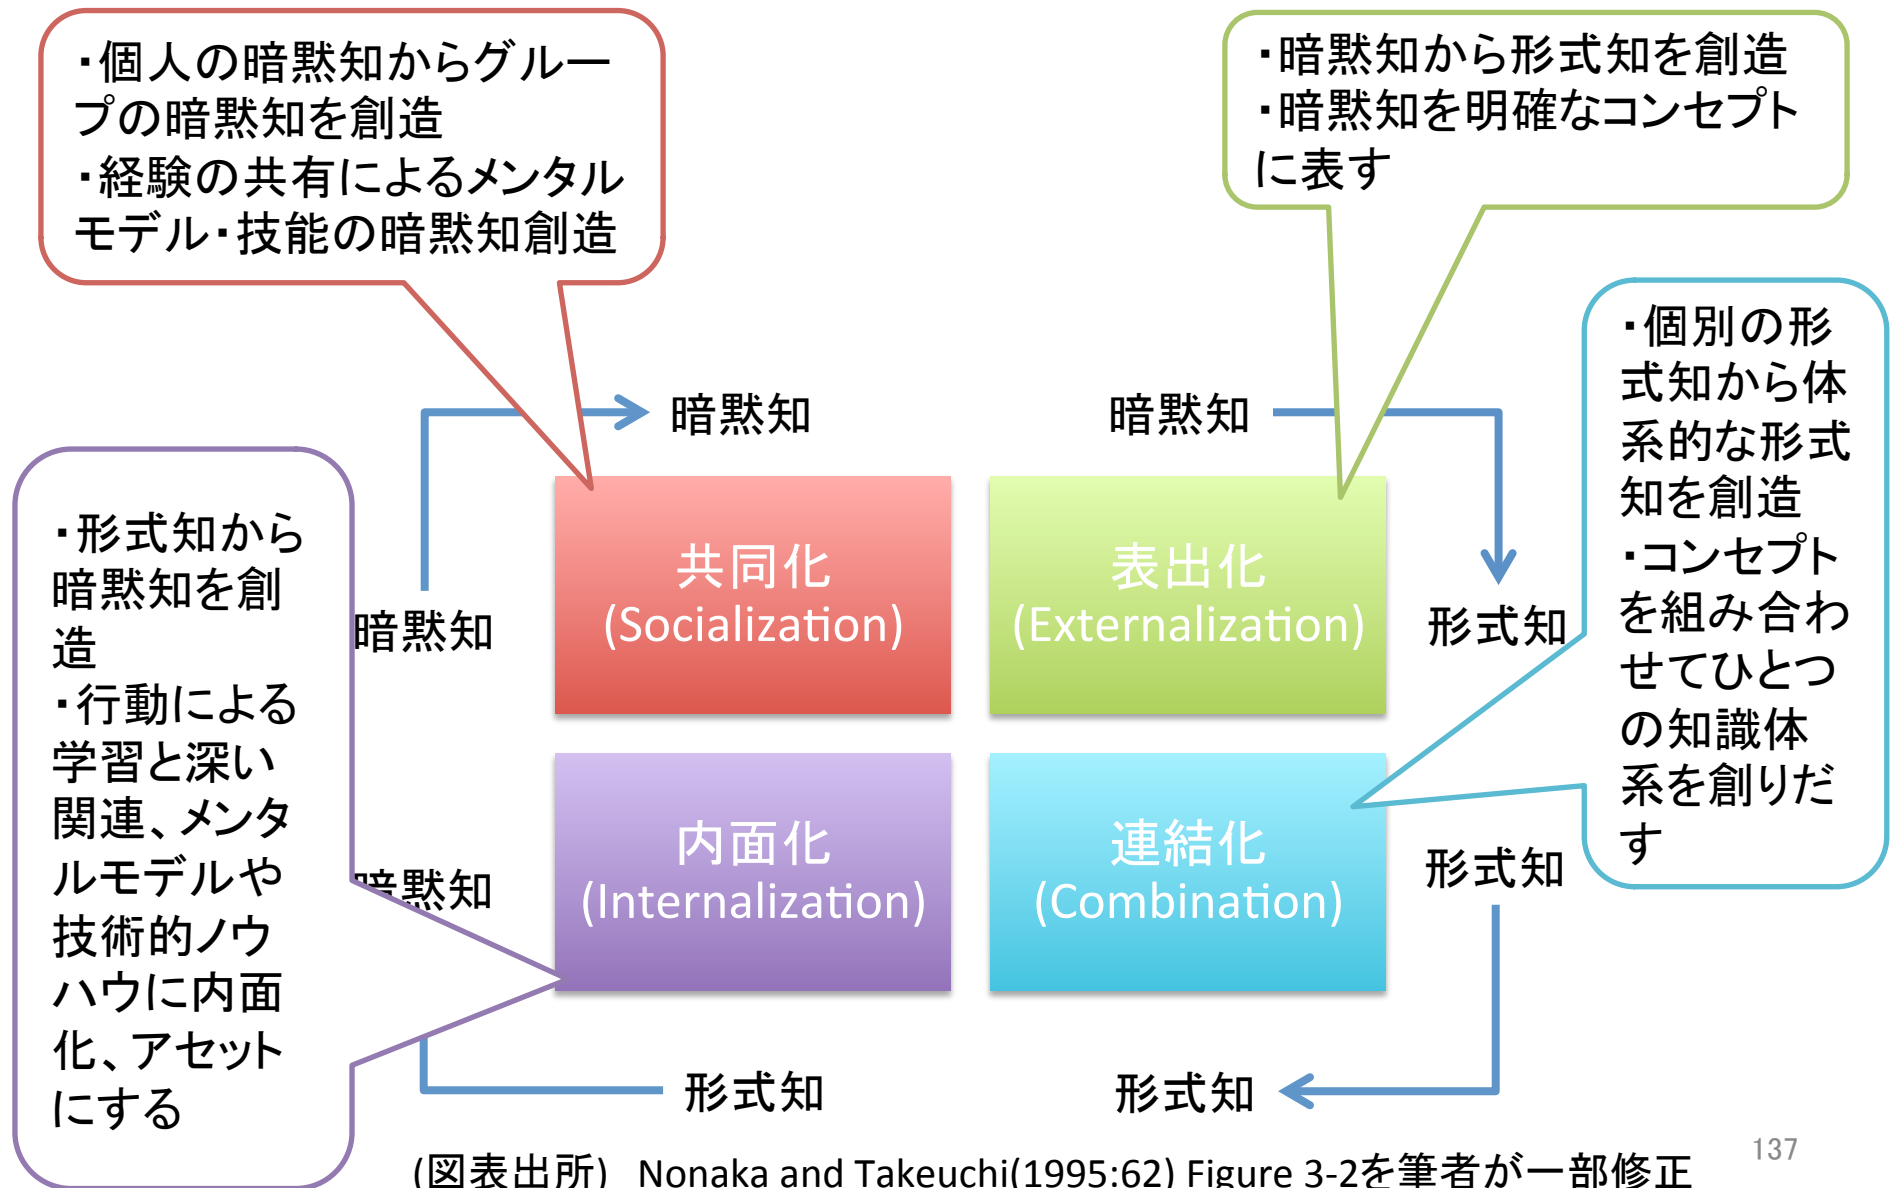 ・個人の暗黙知からグルー
プの暗黙知を創造
・経験の共有によるメンタル
モデル・技能の暗黙知創造
・暗黙知から形式知を創造
・暗黙知を明確なコンセプト
に表す
・個別の形
式知から体
系的な形式
知を創造
・コンセプト
を組み合わ
せてひとつ
の知識体
系を創りだ
す
・形式知から
暗黙知を創
造
・行動による
学習と深い
関連、メンタ
ルモデルや
技術的ノウ
ハウに内面
化、アセット
にする
暗黙知
暗黙知
暗黙知
共同化
(Socialization)
表出化
(Externalization)
形式知
暗黙知
内面化
(Internalization)
連結化
(Combination)
形式知
形式知
形式知
(図表出所) Nonaka and Takeuchi(1995:62) Figure 3-2を筆者が一部修正
137